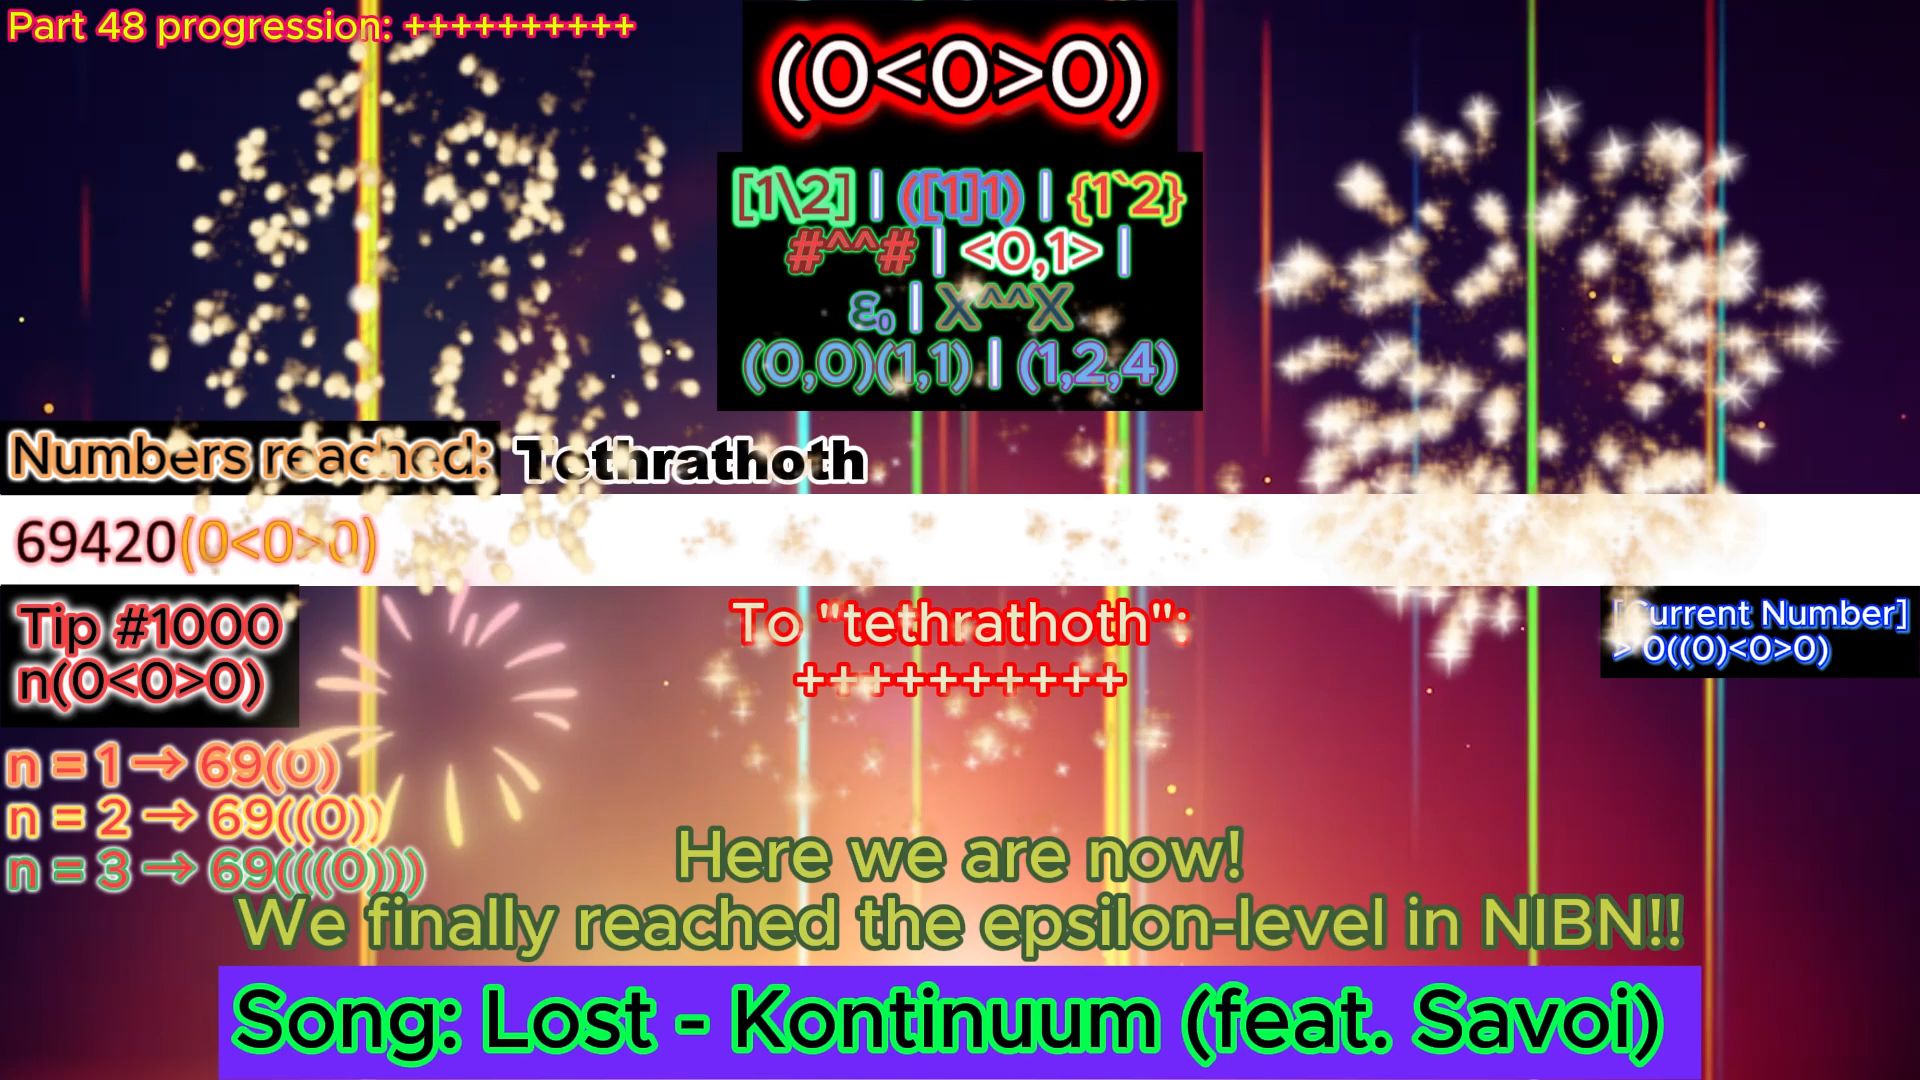 Part 48 progression: ++++++++++
(0<0>0)
[1\2] | ([1]1) | {1`2}
#^^# | <0,1> |
ε₀ | X^^X
(0,0)(1,1) | (1,2,4)
Numbers reached: Tethrathoth
69420(0<0>0)
Tip #1000
n(0<0>0)
To "tethrathoth":
++++++++++
[Current Number]
> 0((0)<0>0)
n = 1 → 69(0)
n = 2 → 69((0))
n = 3 → 69(((0)))
Here we are now!
We finally reached the epsilon-level in NIBN!!
Song: Lost - Kontinuum (feat. Savoi)